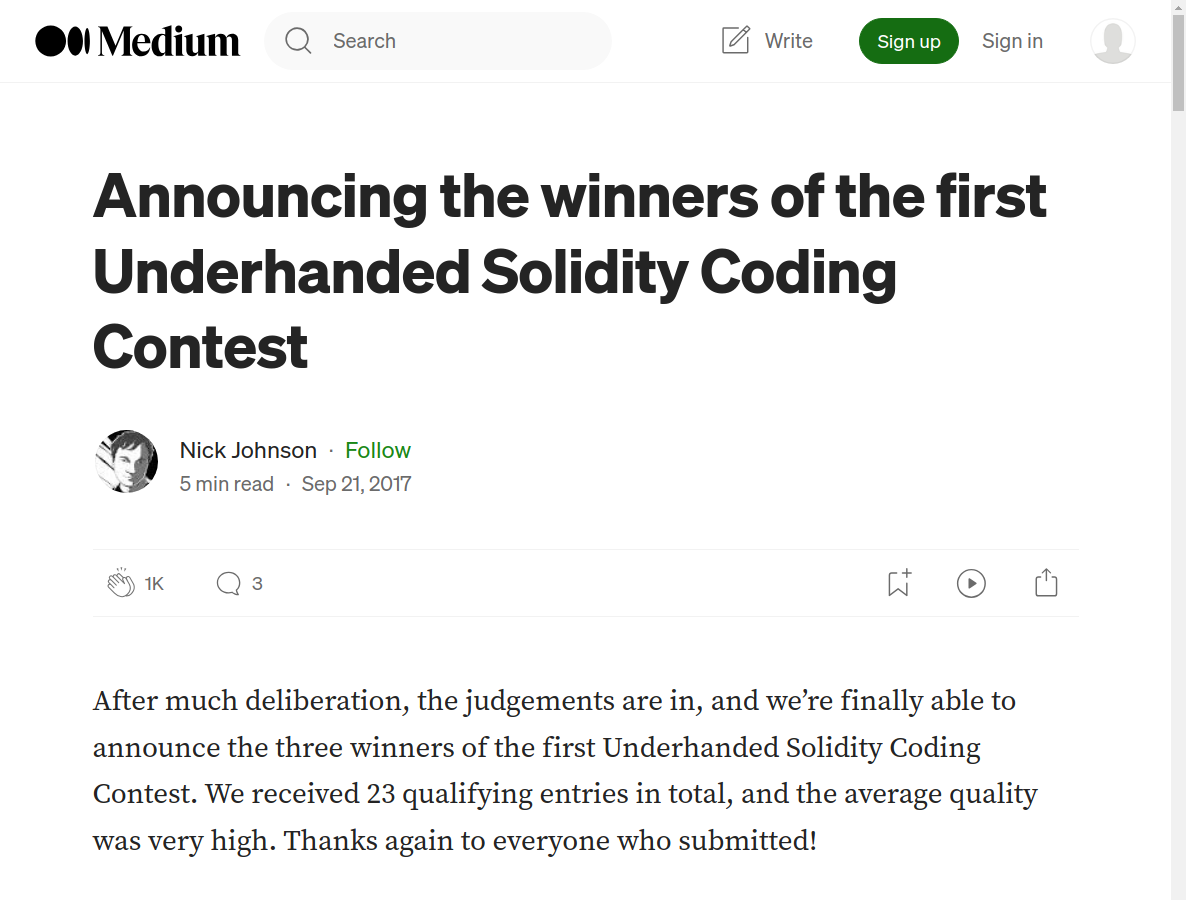 Medium
Search
Write
Sign up
Sign in
Announcing the winners of the first
Underhanded Solidity Coding
Contest
Nick Johnson · Follow
5 min read · Sep 21, 2017
1K
3
After much deliberation, the judgements are in, and we’re finally able to
announce the three winners of the first Underhanded Solidity Coding
Contest. We received 23 qualifying entries in total, and the average quality
was very high. Thanks again to everyone who submitted!